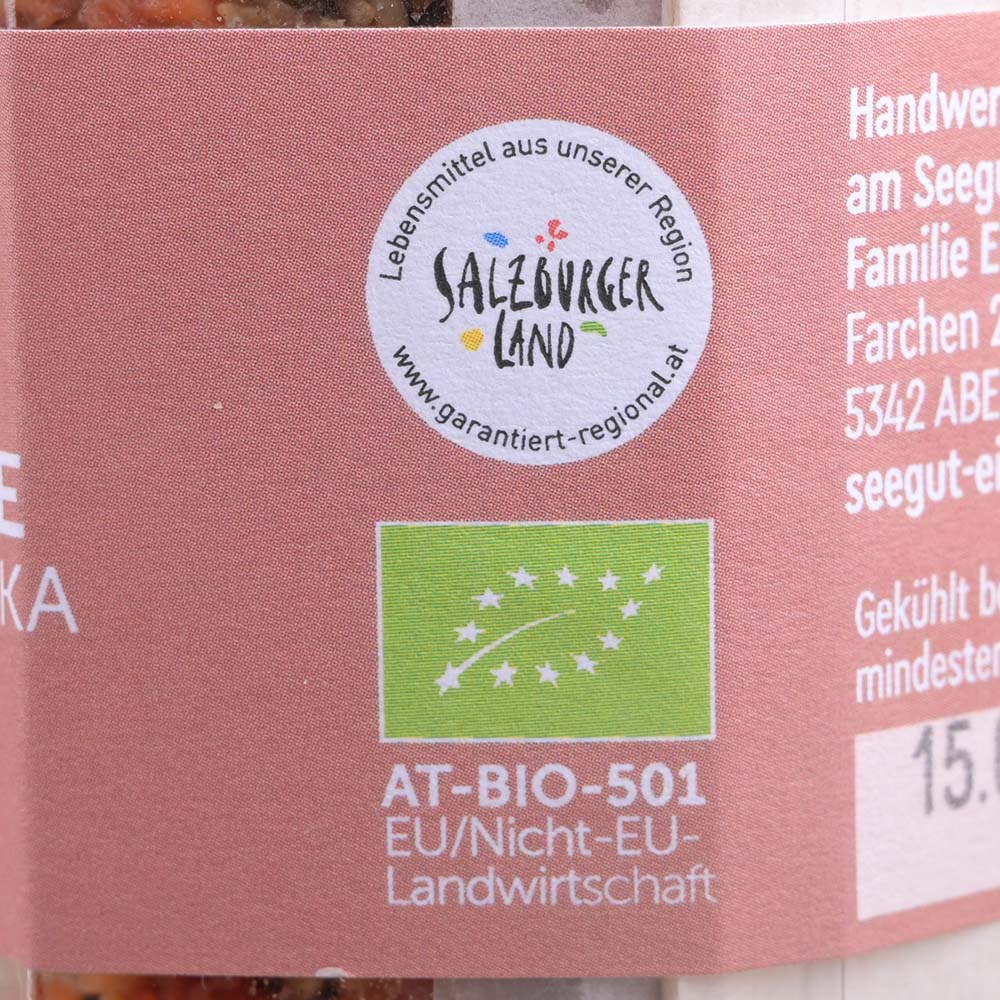 E
KA
Lebensmittel aus unserer Region
SALZBURGER
LAND
www.garantiert-regional.at
AT-BIO-501
EU/Nicht-EU-
Landwirtschaft
Handwer
am Seegu
Familie E
Farchen 2
5342 ABE
seegut-ei
Gekühlt b
mindesten
15.